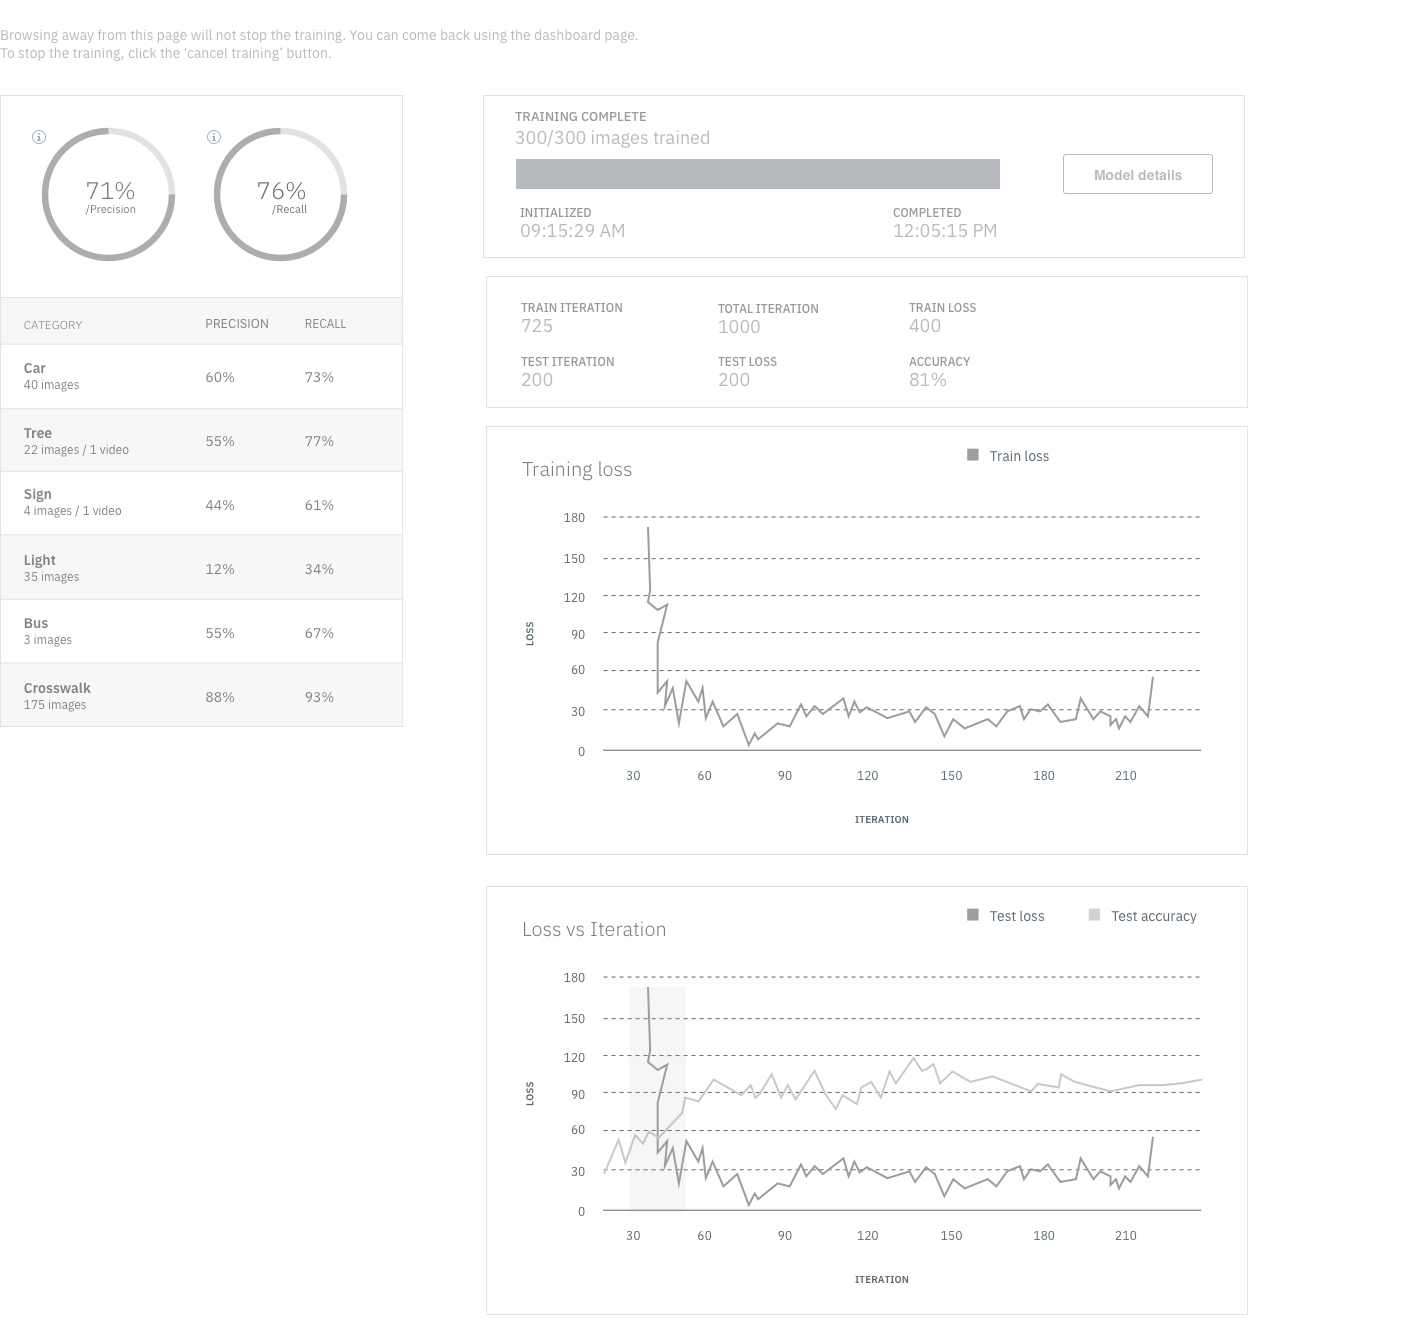 Browsing away from this page will not stop the training. You can come back using the dashboard page.
To stop the training, click the ‘cancel training’ button.
71%
/Precision
76%
/Recall
CATEGORY PRECISION RECALL
Car
40 images
60% 73%
Tree
22 images / 1 video
55% 77%
Sign
4 images / 1 video
44% 61%
Light
35 images
12% 34%
Bus
3 images
55% 67%
Crosswalk
175 images
88% 93%
TRAINING COMPLETE
300/300 images trained
Model details
INITIALIZED COMPLETED
09:15:29 AM 12:05:15 PM
TRAIN ITERATION TOTAL ITERATION TRAIN LOSS
725 1000 400
TEST ITERATION TEST LOSS ACCURACY
200 200 81%
Train loss
Training loss
180
150
120
90
LOSS
60
30
0
30 60 90 120 150 180 210
ITERATION
Test loss Test accuracy
Loss vs Iteration
180
150
120
90
LOSS
60
30
0
30 60 90 120 150 180 210
ITERATION